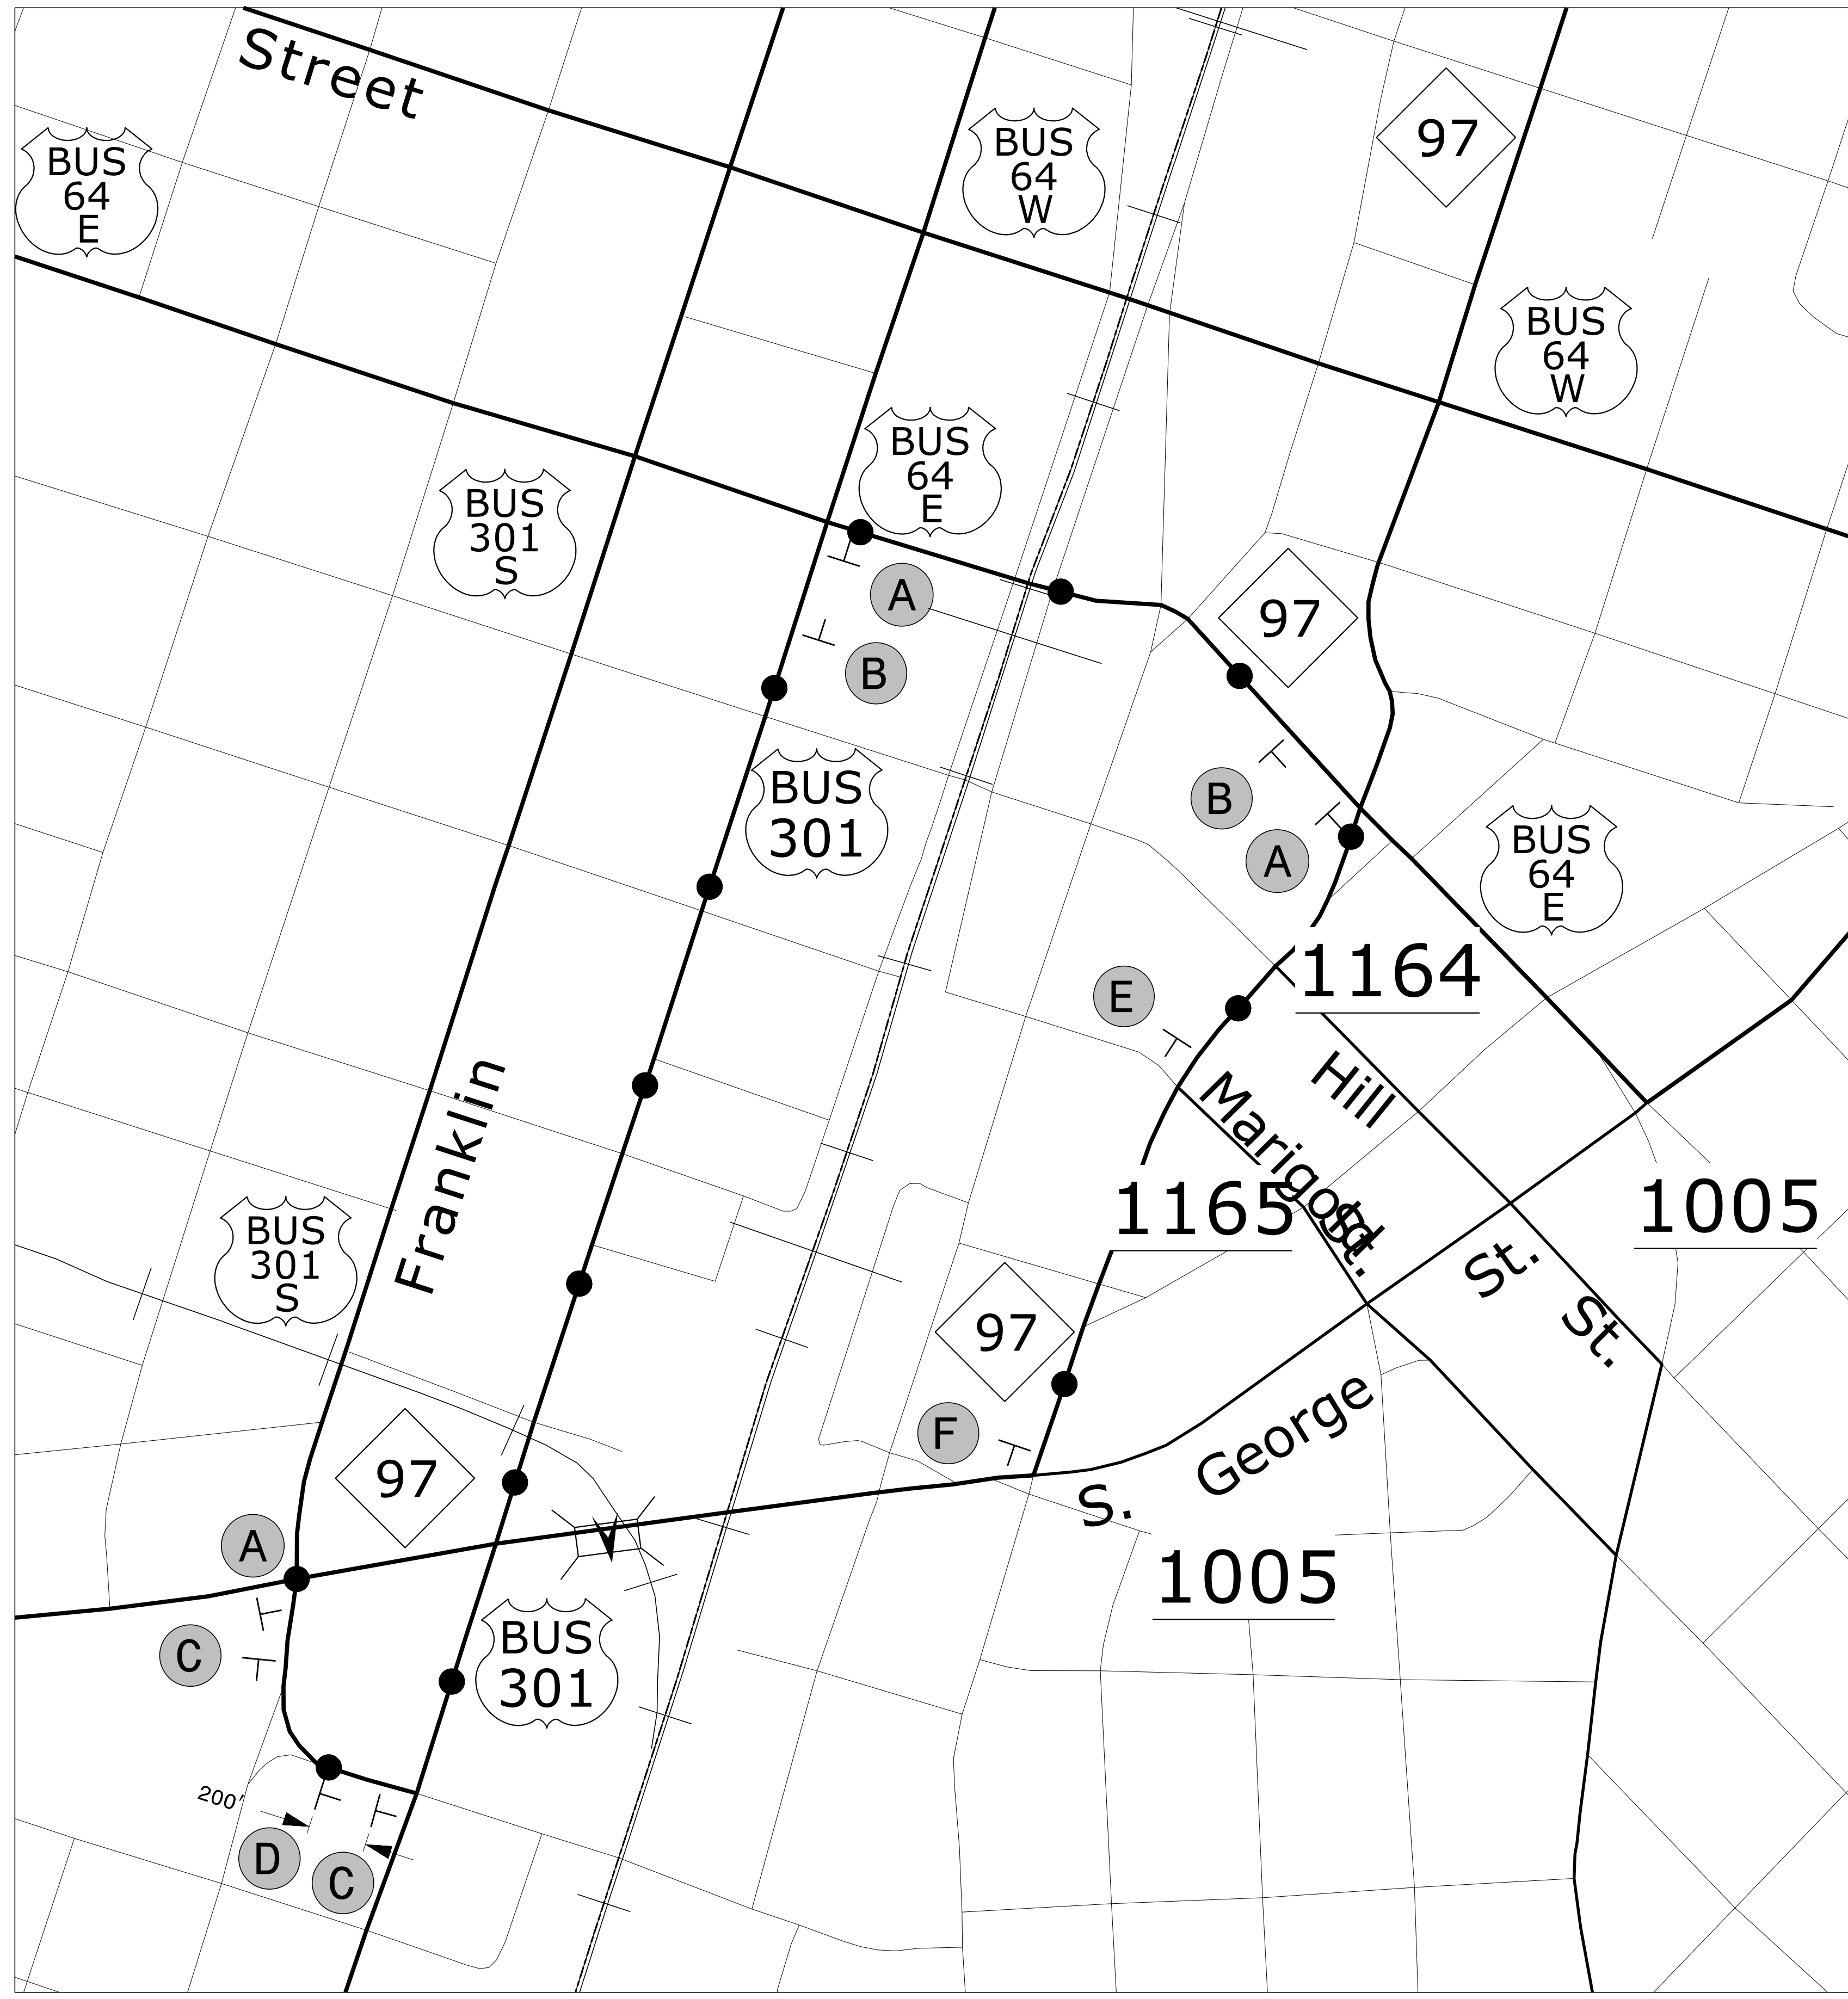 Street
97
BUS
64
E
BUS
64
W
BUS
64
W
BUS
64
E
BUS
301
S
A
97
B
BUS
301
B
A
BUS
64
E
1164
E
Hill
Marigold
St.
Franklin
1165
1005
BUS
301
S
St.
St.
97
F
George
S.
97
A
1005
C
BUS
301
200'
D
C